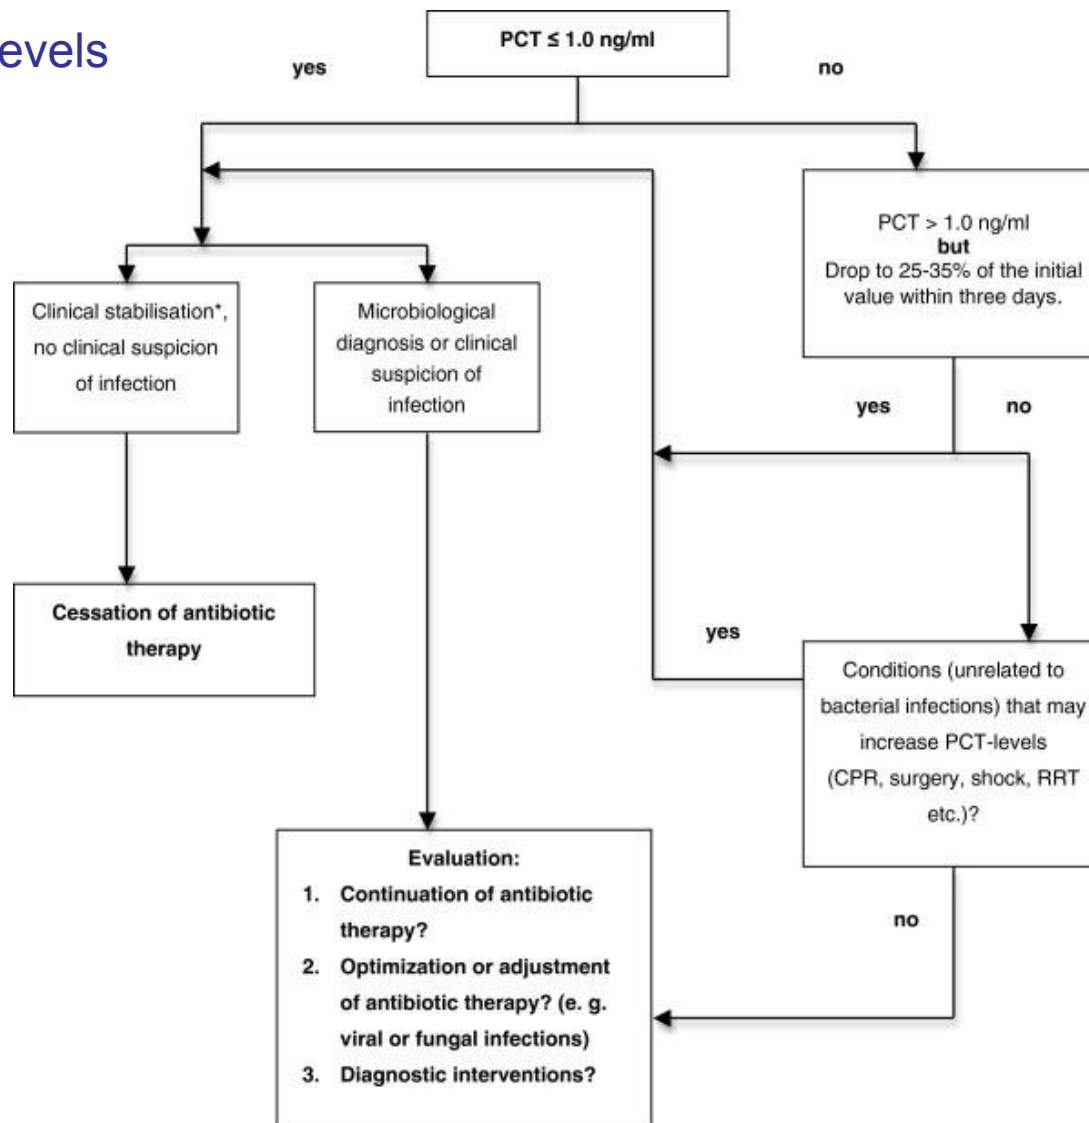 evels
PCT ≤ 1.0 ng/ml
yes
no
PCT > 1.0 ng/ml
but
Drop to 25-35% of the initial
value within three days.
Clinical stabilisation*,
no clinical suspicion
of infection
Microbiological
diagnosis or clinical
suspicion of
infection
yes
no
Cessation of antibiotic
therapy
yes
Conditions (unrelated to
bacterial infections) that may
increase PCT-levels
(CPR, surgery, shock, RRT
etc.)?
no
Evaluation:
1. Continuation of antibiotic
therapy?
2. Optimization or adjustment
of antibiotic therapy? (e. g.
viral or fungal infections)
3. Diagnostic interventions?